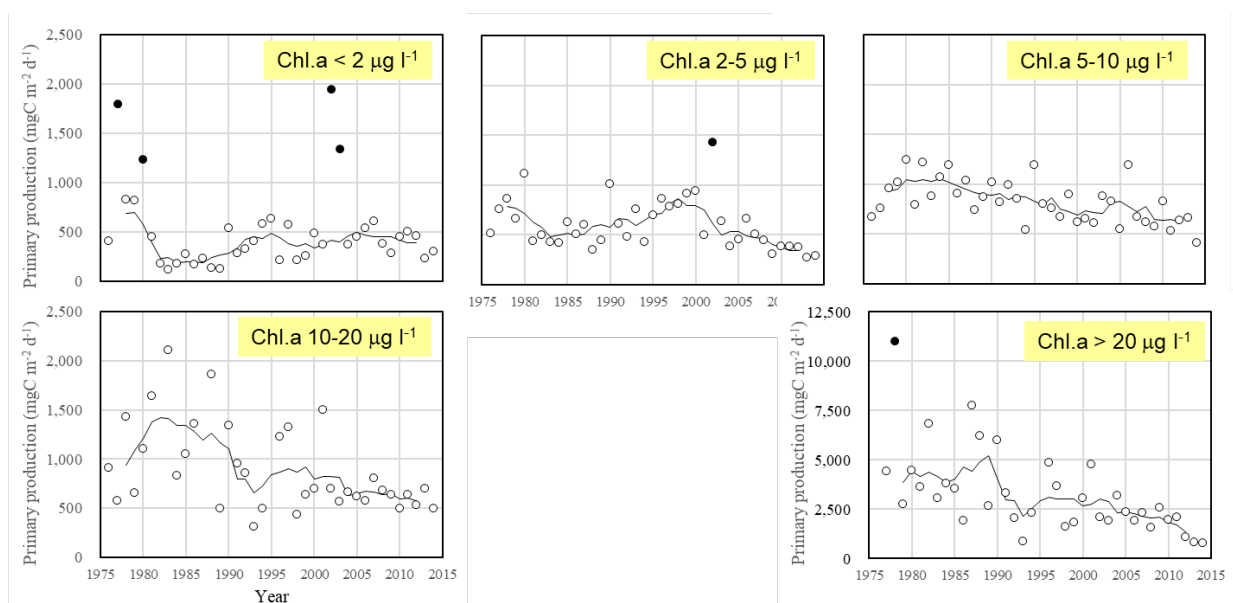 Primary production (mgC m⁻² d⁻¹)
2,500
2,000
1,500
1,000
500
0
Chl.a < 2 μg l⁻¹
Chl.a 2-5 μg l⁻¹
1975 1980 1985 1990 1995 2000 2005 2015
Chl.a 5-10 μg l⁻¹
Primary production (mgC m⁻² d⁻¹)
2,500
2,000
1,500
1,000
500
0
Chl.a 10-20 μg l⁻¹
1975 1980 1985 1990 1995 2000 2005 2010 2015
Year
Primary production (mgC m⁻² d⁻¹)
12,500
10,000
7,500
5,000
2,500
0
Chl.a > 20 μg l⁻¹
1975 1980 1985 1990 1995 2000 2005 2010 2015